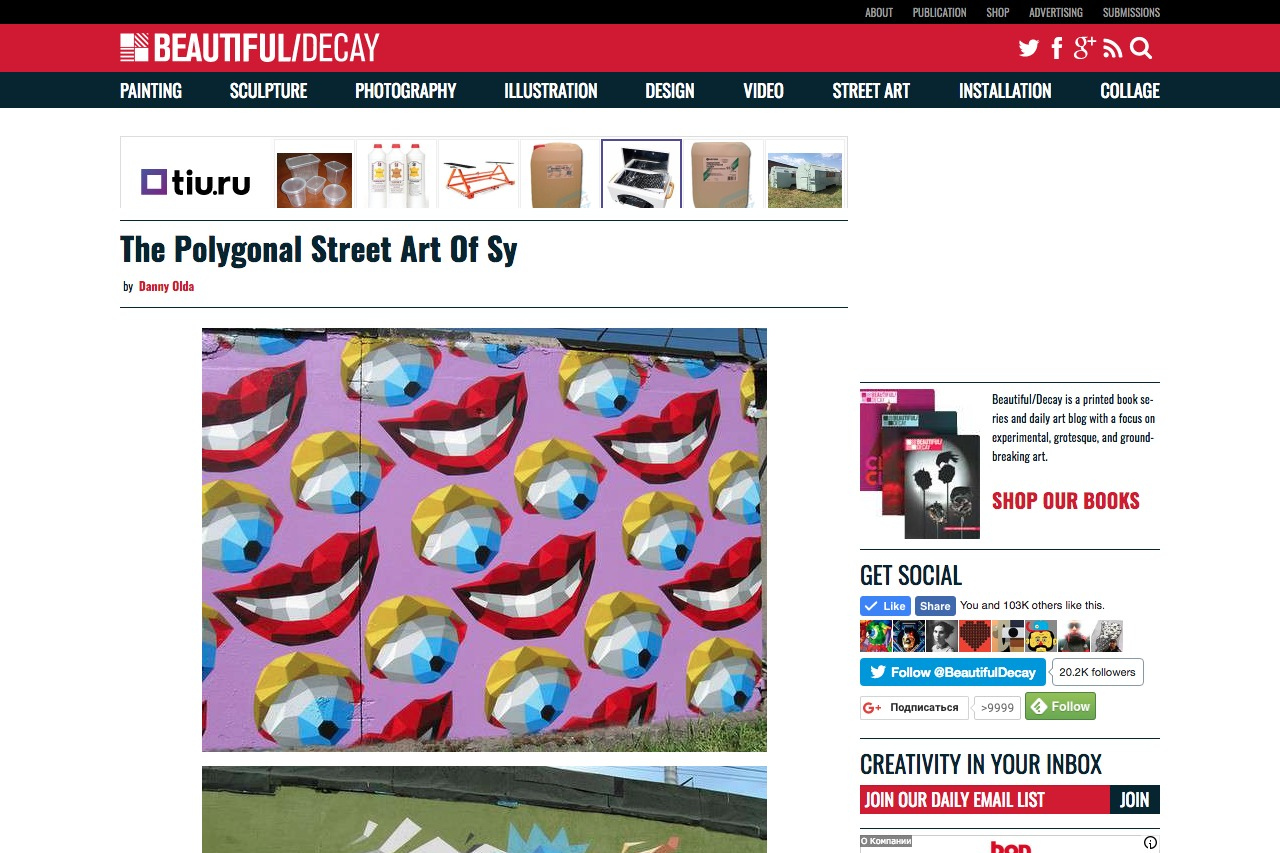 ABOUT PUBLICATION SHOP ADVERTISING SUBMISSIONS
BEAUTIFUL/DECAY
PAINTING SCULPTURE PHOTOGRAPHY ILLUSTRATION DESIGN VIDEO STREET ART INSTALLATION COLLAGE
tiu.ru
The Polygonal Street Art Of Sy
by Danny Olda
Beautiful/Decay is a printed book se-
ries and daily art blog with a focus on
experimental, grotesque, and ground-
breaking art.
SHOP OUR BOOKS
GET SOCIAL
Like Share You and 103K others like this.
Follow @BeautifulDecay 20.2K followers
G+ Подписаться >9999 Follow
CREATIVITY IN YOUR INBOX
JOIN OUR DAILY EMAIL LIST JOIN
О Компании